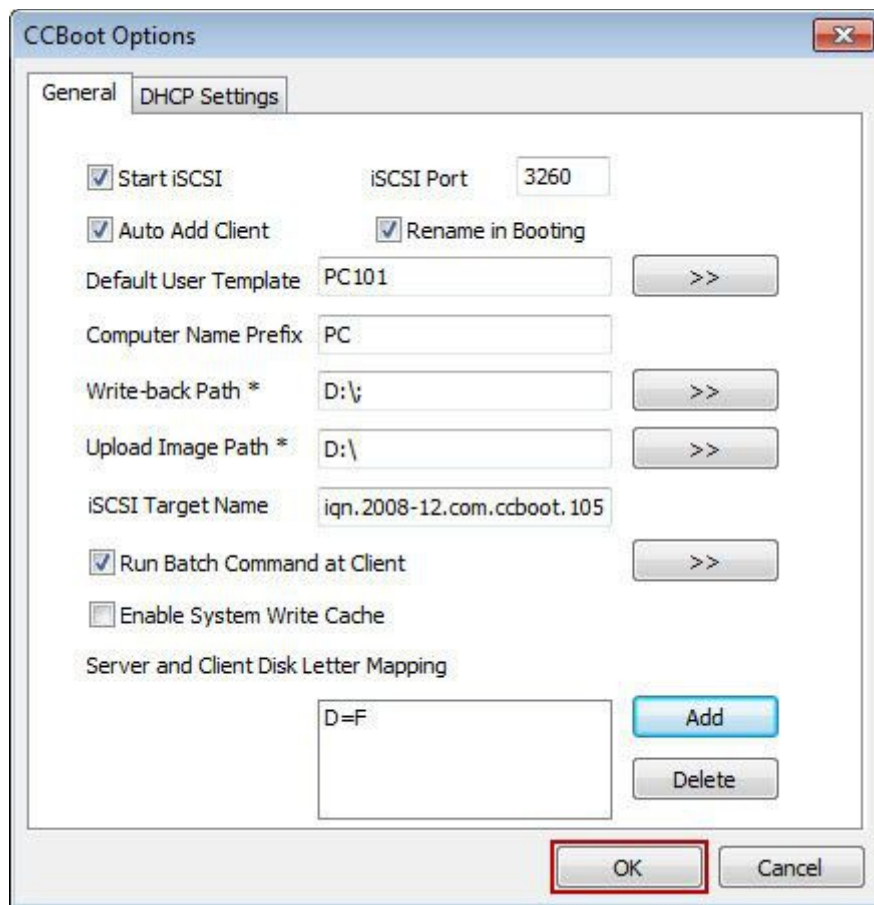 CCBoot Options
General DHCP Settings
Start iSCSI iSCSI Port 3260
Auto Add Client Rename in Booting
Default User Template PC101 >>
Computer Name Prefix PC
Write-back Path * D:\; >>
Upload Image Path * D:\ >>
iSCSI Target Name iqn.2008-12.com.ccboot.105
Run Batch Command at Client >>
Enable System Write Cache
Server and Client Disk Letter Mapping
D=F Add
Delete
OK Cancel